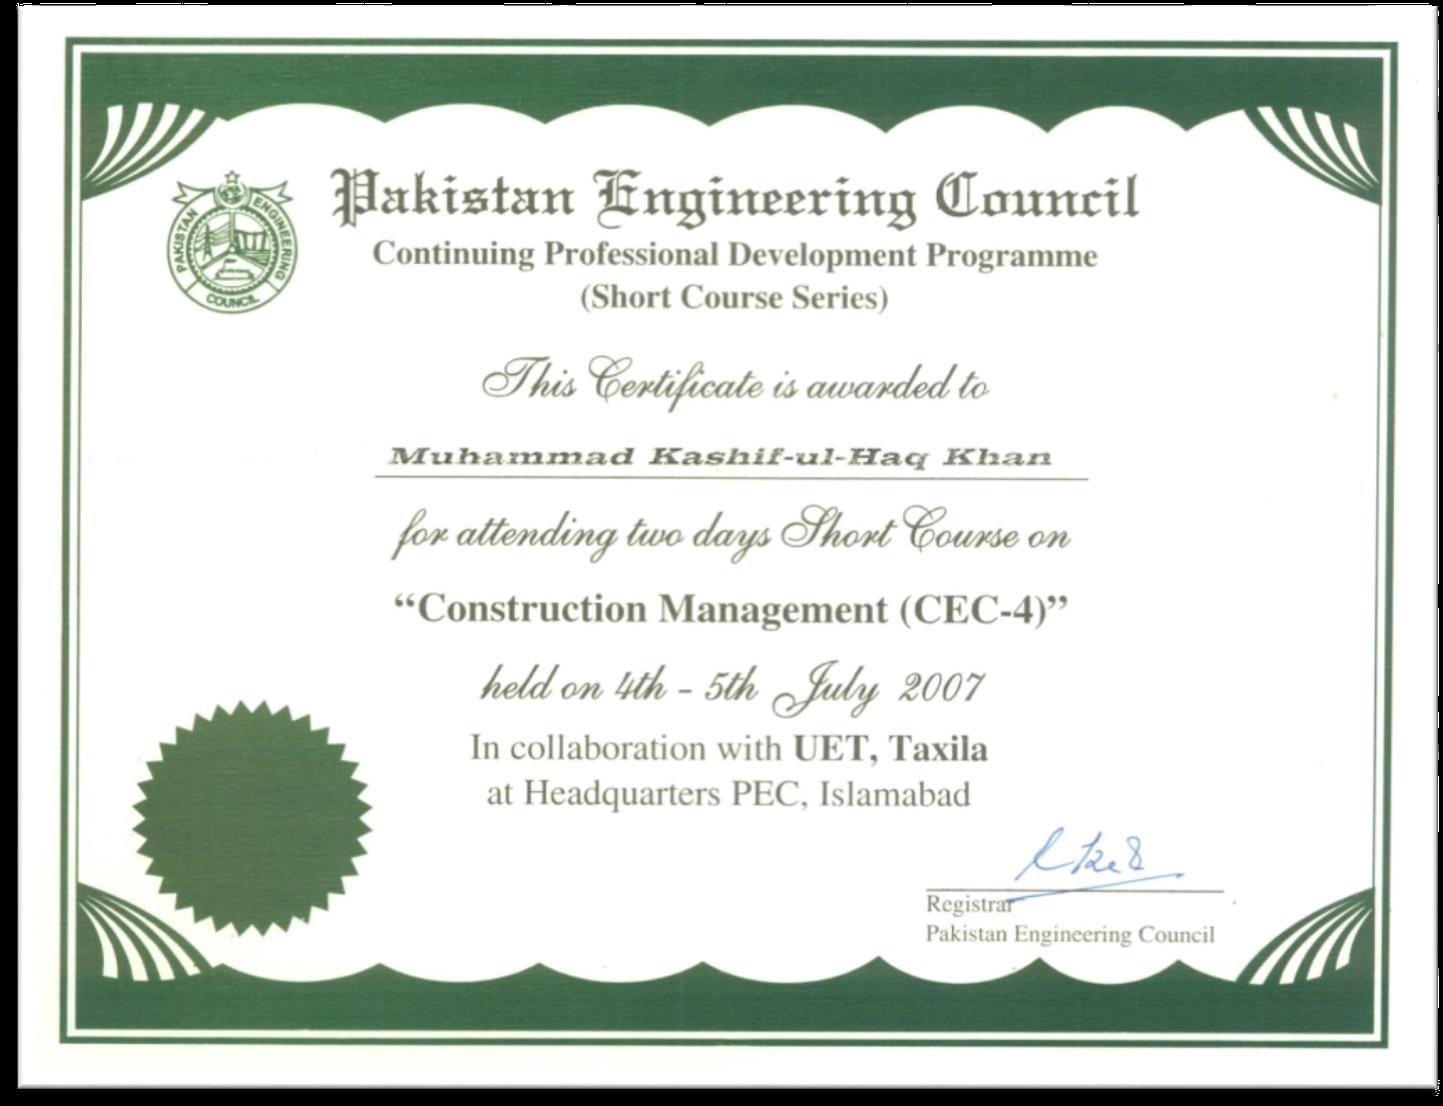 Pakistan Engineering Council
Continuing Professional Development Programme
(Short Course Series)
PAKISTAN ENGINEERING COUNCIL
This Certificate is awarded to
Muhammad Kashif-ul-Haq Khan
for attending two days Short Course on
“Construction Management (CEC-4)”
held on 4th - 5th July 2007
In collaboration with UET, Taxila
at Headquarters PEC, Islamabad
Registrar
Pakistan Engineering Council